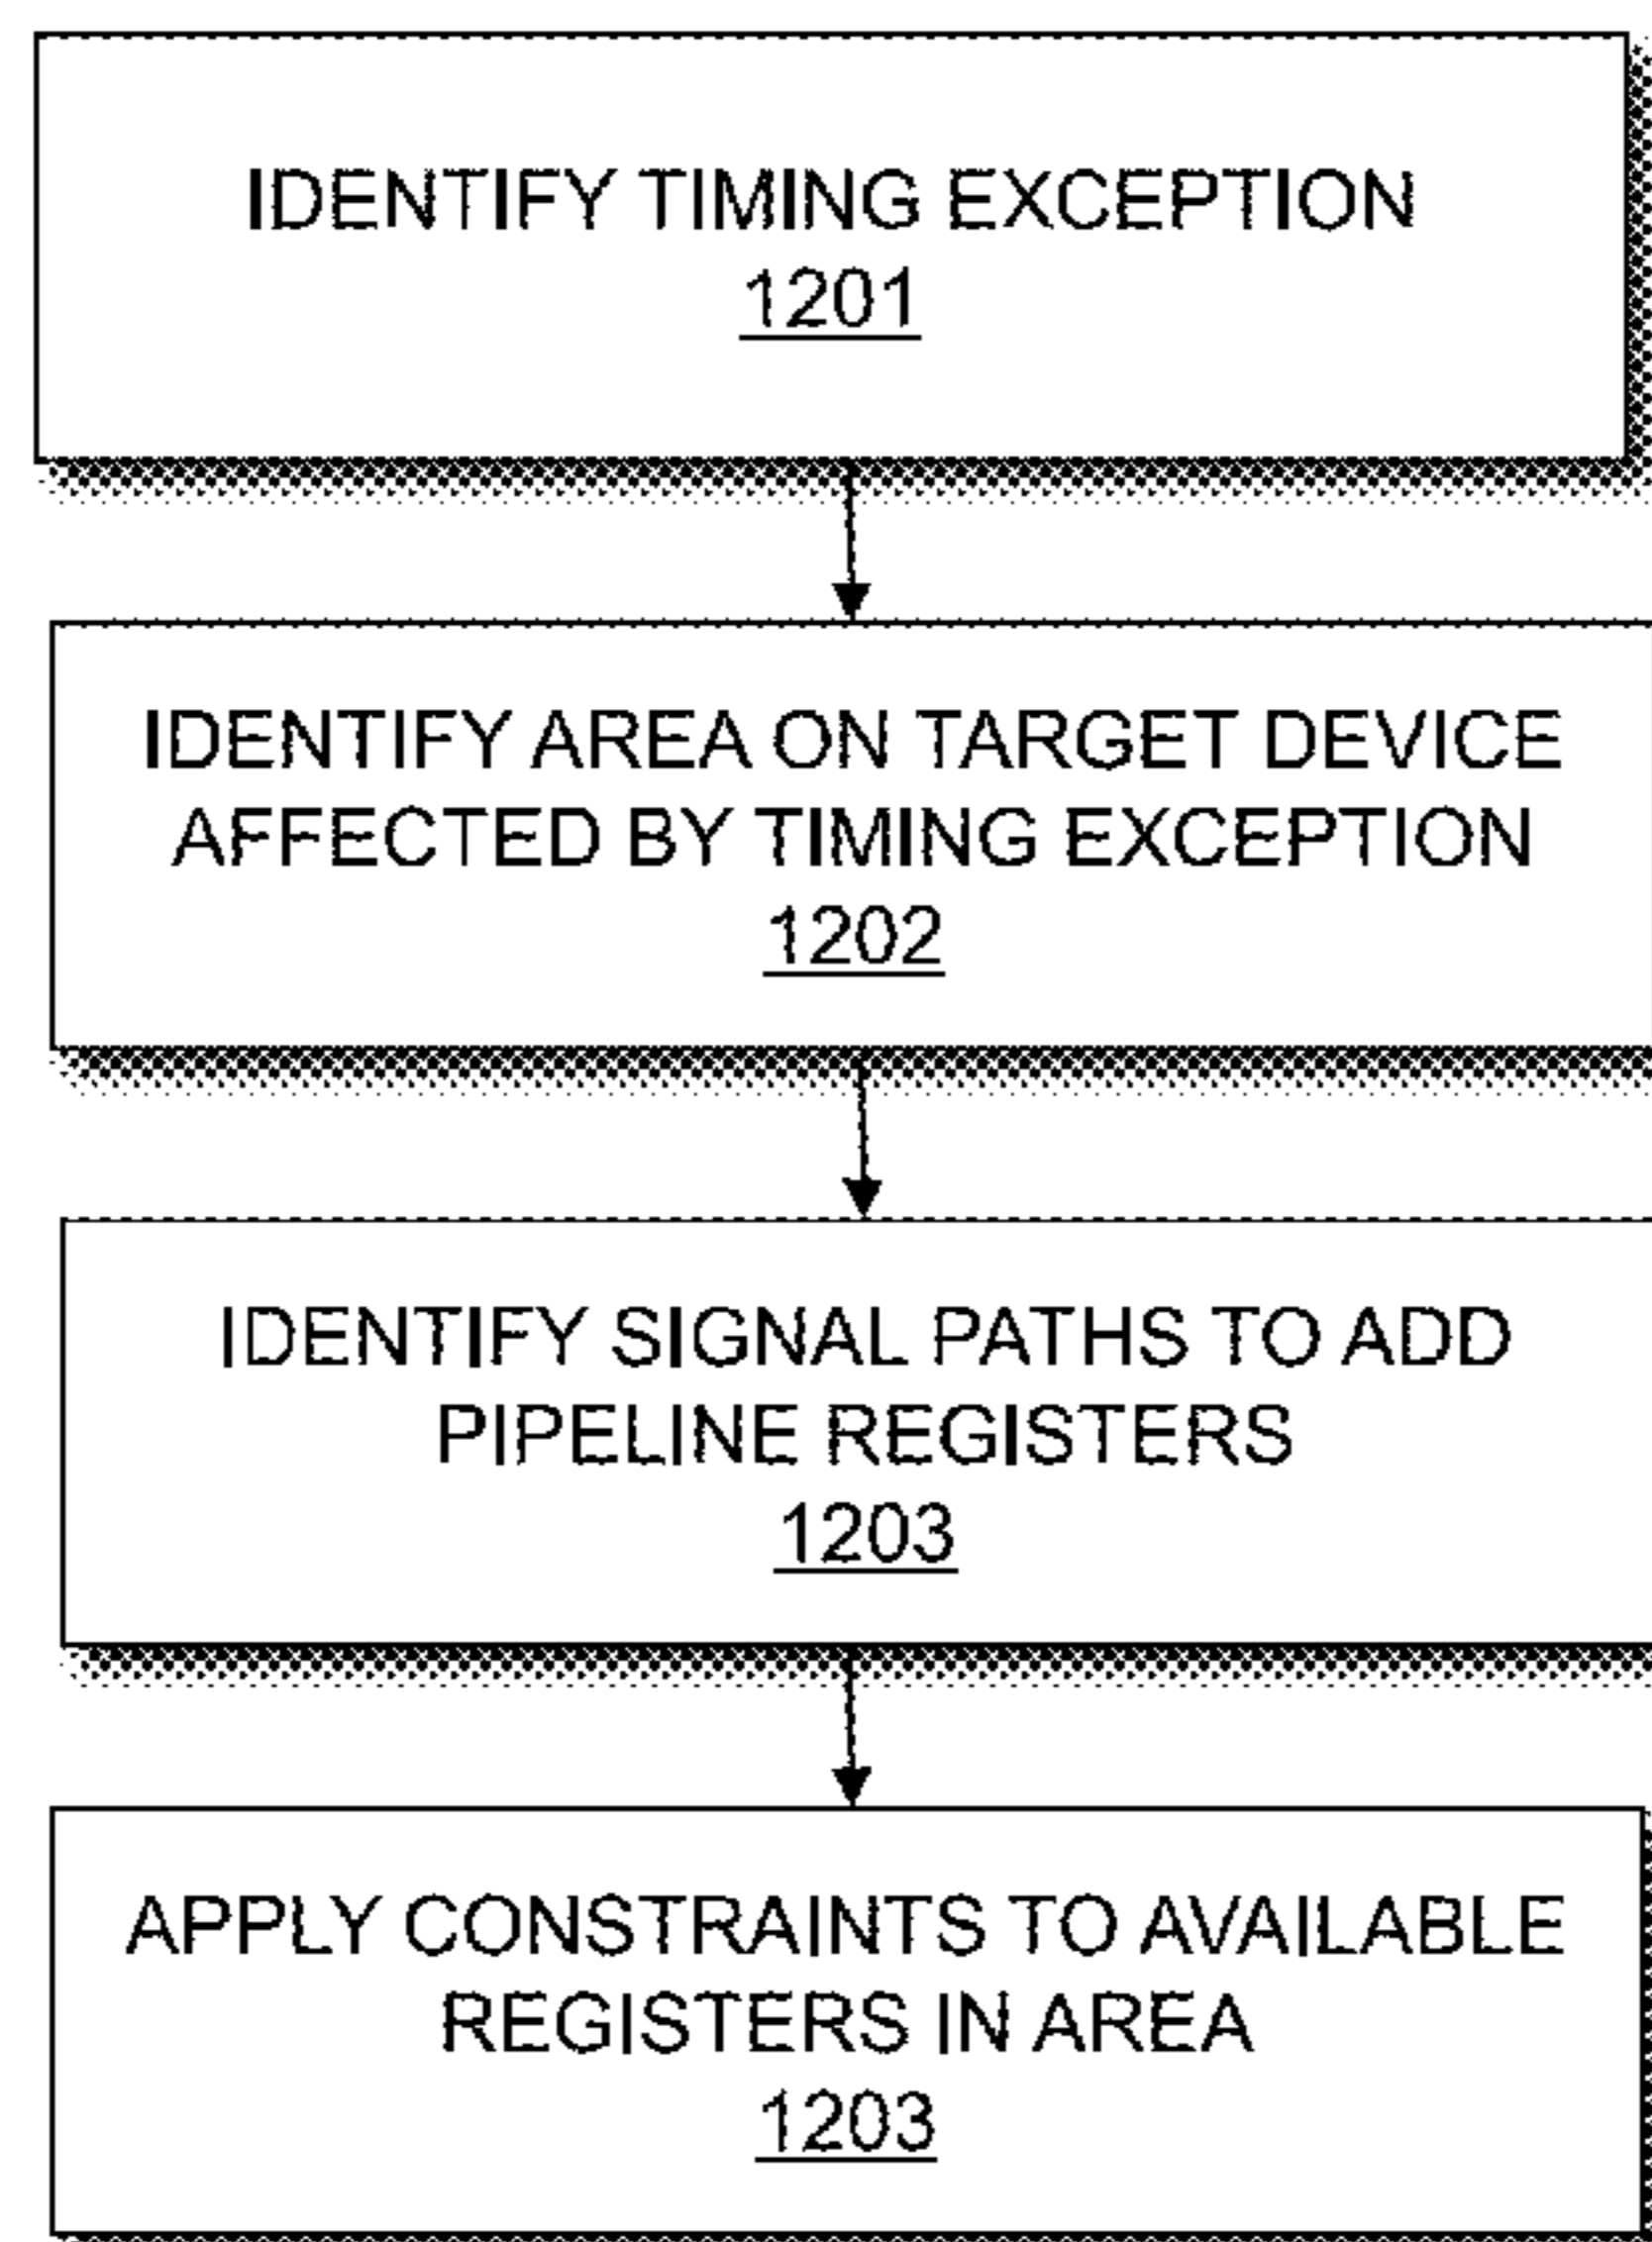 IDENTIFY TIMING EXCEPTION
1201
IDENTIFY AREA ON TARGET DEVICE
AFFECTED BY TIMING EXCEPTION
1202
IDENTIFY SIGNAL PATHS TO ADD
PIPELINE REGISTERS
1203
APPLY CONSTRAINTS TO AVAILABLE
REGISTERS IN AREA
1203